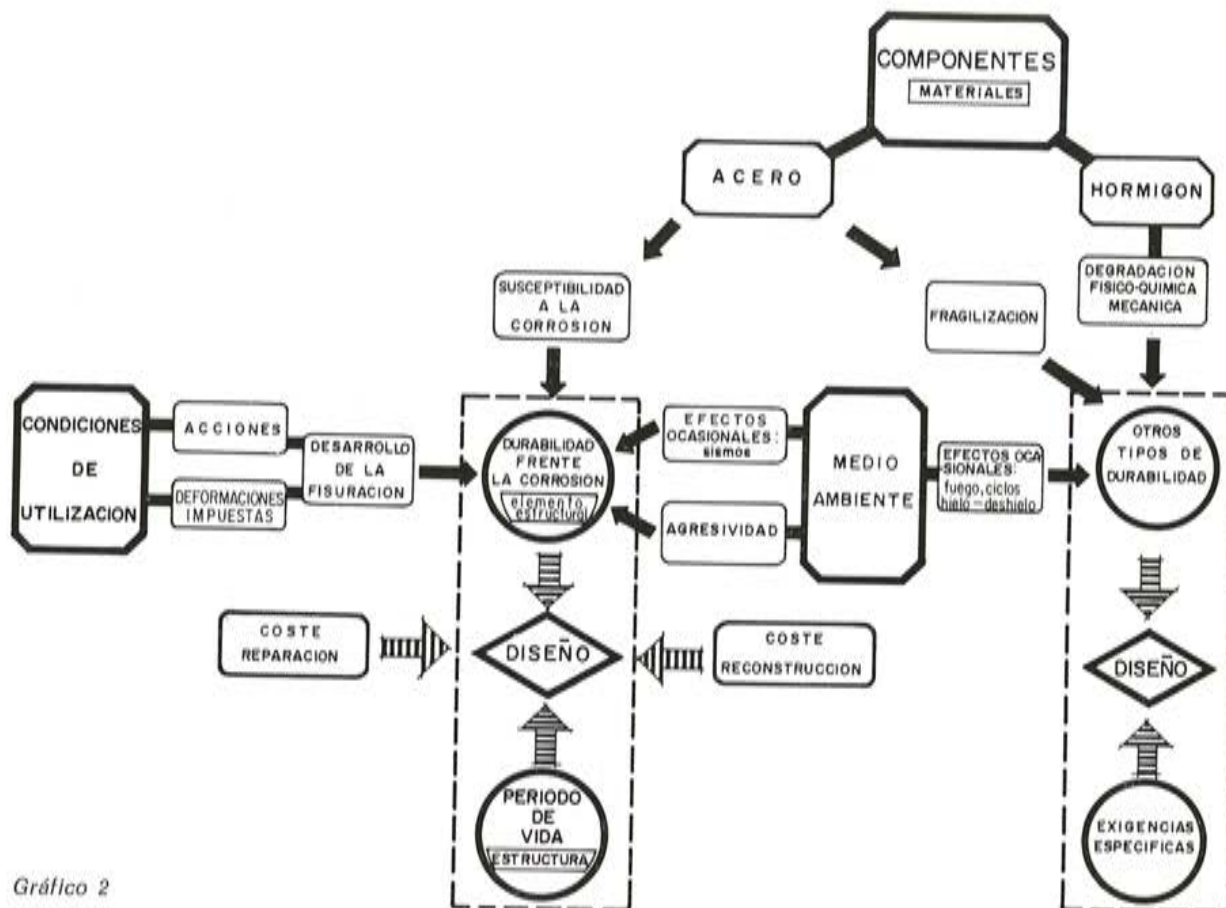 COMPONENTES
MATERIALES
ACERO
HORMIGON
SUSCEPTIBILIDAD
A LA
CORROSION
FRAGILIZACION
DEGRADACION
FISICO-QUIMICA
MECANICA
CONDICIONES
DE
UTILIZACION
ACCIONES
DEFORMACIONES
IMPUESTAS
DESARROLLO
DE LA
FISURACION
DURABILIDAD
FRENTE
LA CORROSION
elemento
estructural
EFECTOS
OCASIONALES:
sismos
AGRESIVIDAD
MEDIO
AMBIENTE
EFECTOS OCA
SIONALES:
fuego, ciclos
hielo-deshielo
OTROS
TIPOS DE
DURABILIDAD
COSTE
REPARACION
DISEÑO
COSTE
RECONSTRUCCION
DISEÑO
PERIODO
DE
VIDA
ESTRUCTURA
EXIGENCIAS
ESPECIFICAS
Gráfico 2